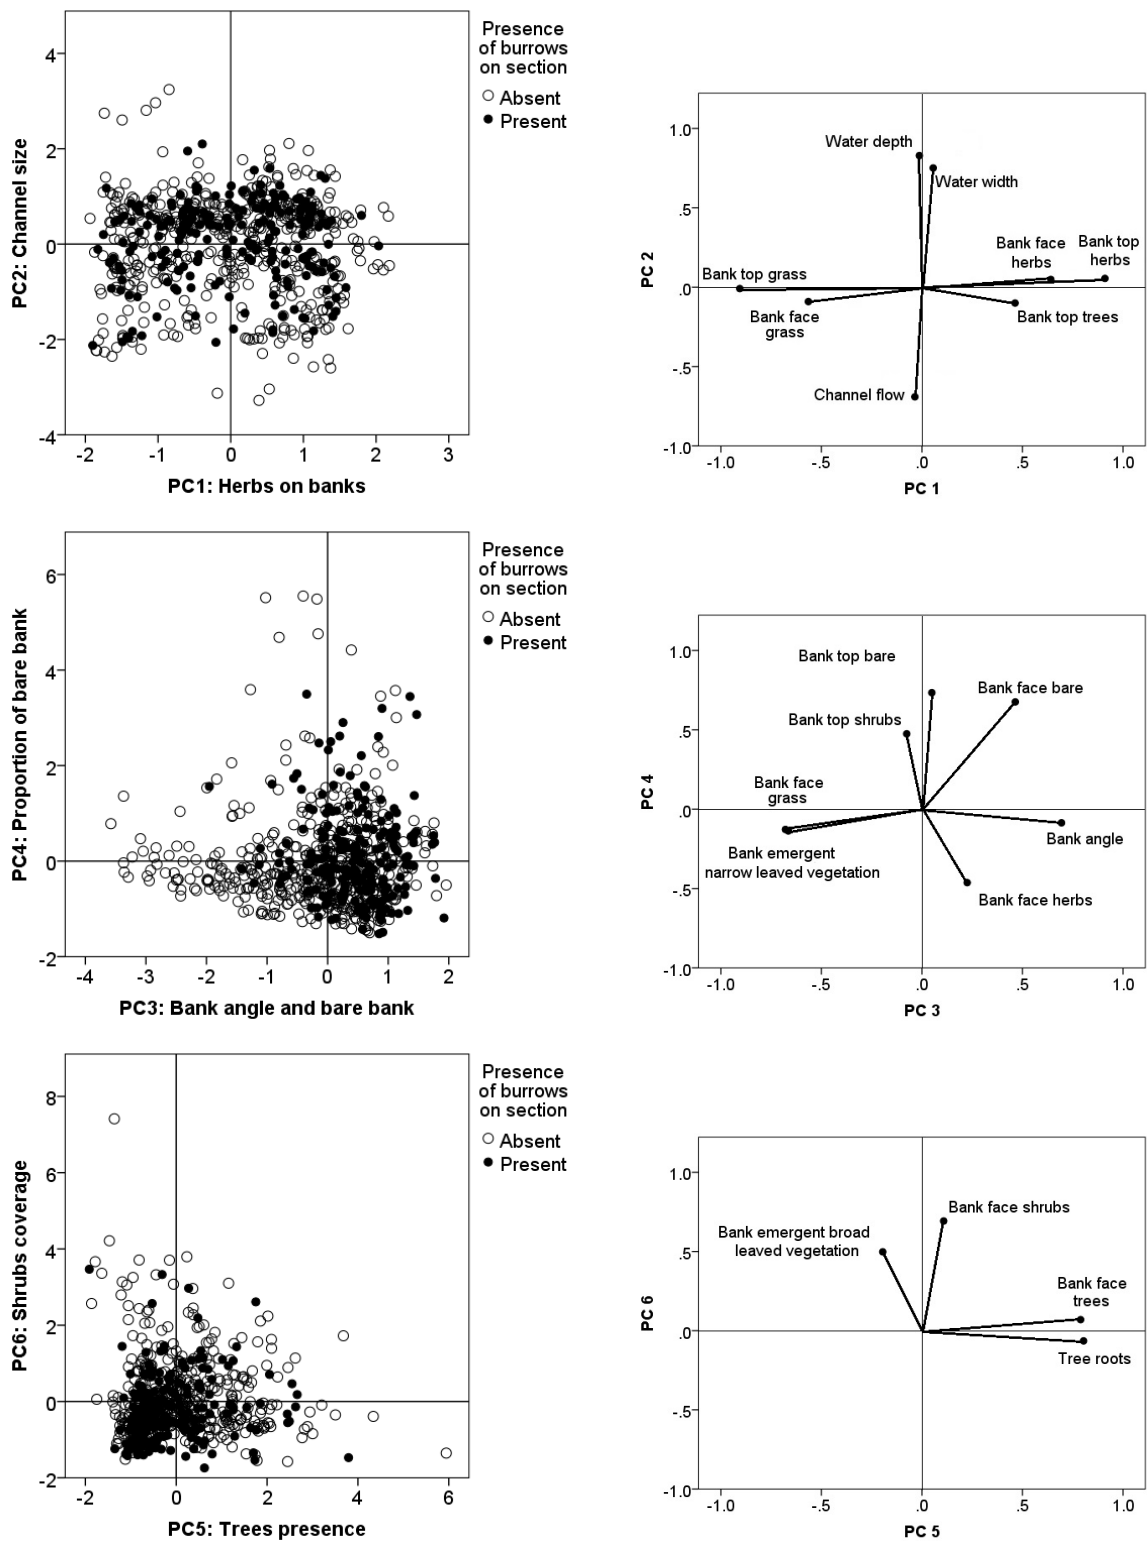 Presence
of burrows
on section
Absent
Present
4
2
0
-2
-4
-2
-1
0
1
2
3
PC2: Channel size
PC1: Herbs on banks
1.0
.5
.0
-.5
-1.0
-1.0
-.5
.0
.5
1.0
PC 2
PC 1
Water depth
Water width
Bank face
herbs
Bank top
herbs
Bank top grass
Bank face
grass
Bank top trees
Channel flow
Presence
of burrows
on section
Absent
Present
6
4
2
0
-2
-4
-3
-2
-1
0
1
2
PC4: Proportion of bare bank
PC3: Bank angle and bare bank
1.0
.5
.0
-.5
-1.0
-1.0
-.5
.0
.5
1.0
PC 4
PC 3
Bank top bare
Bank face bare
Bank top shrubs
Bank face
grass
Bank angle
Bank emergent
narrow leaved vegetation
Bank face herbs
Presence
of burrows
on section
Absent
Present
8
6
4
2
0
-2
-2
0
2
4
6
PC6: Shrubs coverage
PC5: Trees presence
1.0
.5
.0
-.5
-1.0
-1.0
-.5
.0
.5
1.0
PC 6
PC 5
Bank face shrubs
Bank emergent broad
leaved vegetation
Bank face
trees
Tree roots